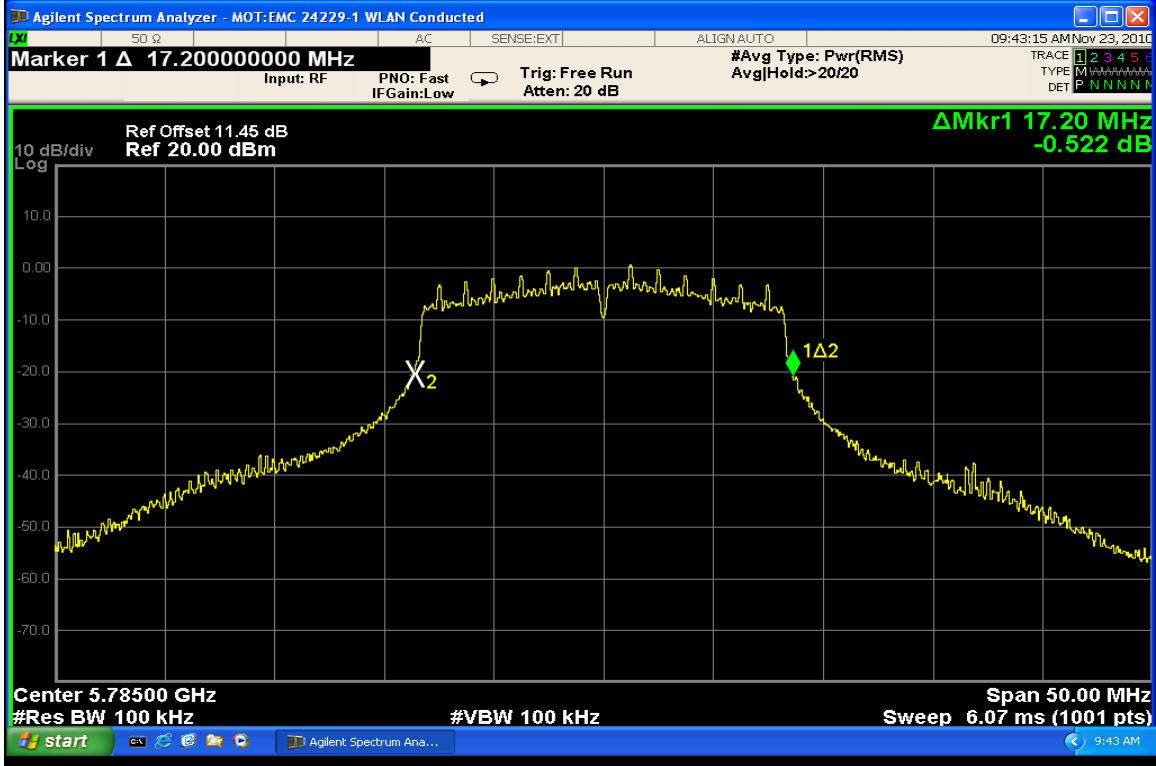 Agilent Spectrum Analyzer - MOT:EMC 24229-1 WLAN Conducted
LXI 50 Ω AC SENSE:EXT ALIGN AUTO 09:43:15 AM Nov 23, 2010
Marker 1 Δ 17.200000000 MHz
Input: RF
PNO: Fast
IFGain:Low
Trig: Free Run
Atten: 20 dB
#Avg Type: Pwr(RMS)
Avg|Hold:>20/20
TRACE 1 2 3 4 5 6
TYPE M
DET P N N N N N
ΔMkr1 17.20 MHz
-0.522 dB
Ref Offset 11.45 dB
10 dB/div Ref 20.00 dBm
Log
10.0
0.00
-10.0
1Δ2
-20.0
X2
-30.0
-40.0
-50.0
-60.0
-70.0
Center 5.78500 GHz Span 50.00 MHz
#Res BW 100 kHz #VBW 100 kHz Sweep 6.07 ms (1001 pts)
start Agilent Spectrum Ana... 9:43 AM